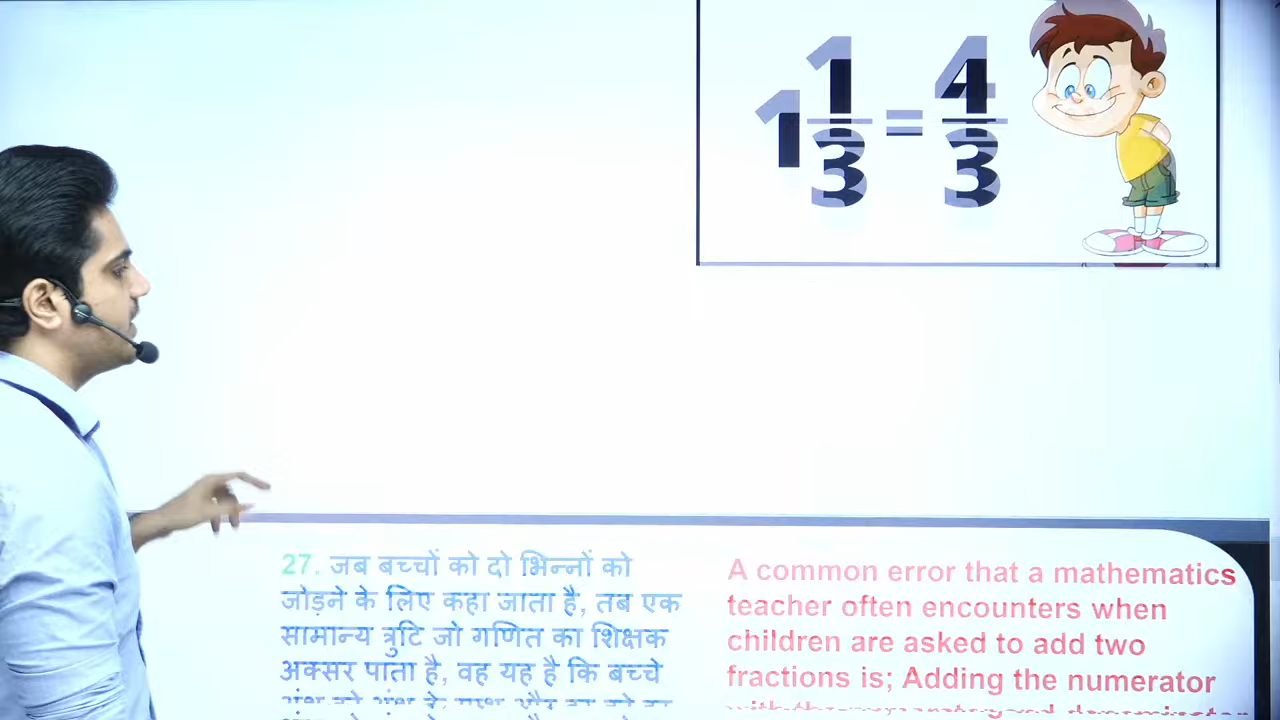 1 1/3 = 4/3
27. जब बच्चों को दो भिन्नों को
जोड़ने के लिए कहा जाता है, तब एक
सामान्य त्रुटि जो गणित का शिक्षक
अक्सर पाता है, वह यह है कि बच्चे
A common error that a mathematics
teacher often encounters when
children are asked to add two
fractions is; Adding the numerator